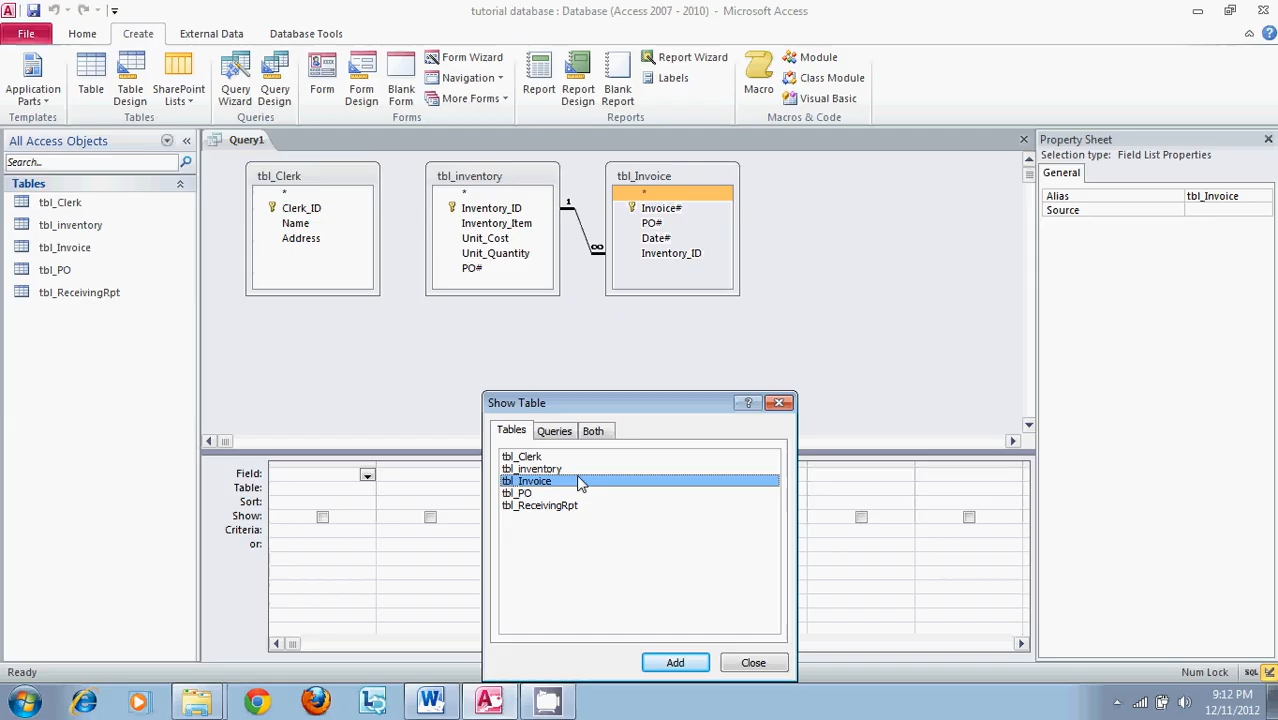 tutorial database : Database (Access 2007 - 2010) - Microsoft Access
File Home Create External Data Database Tools
Application Parts
Templates
Table
Table Design
SharePoint Lists
Tables
Query Wizard
Query Design
Queries
Form
Form Design
Blank Form
Form Wizard
Navigation
More Forms
Forms
Report
Report Design
Blank Report
Report Wizard
Labels
Reports
Macro
Module
Class Module
Visual Basic
Macros & Code
All Access Objects
Search...
Tables
tbl_Clerk
tbl_inventory
tbl_Invoice
tbl_PO
tbl_ReceivingRpt
Query1
tbl_Clerk
*
Clerk_ID
Name
Address
tbl_inventory
*
Inventory_ID
Inventory_Item
Unit_Cost
Unit_Quantity
PO#
1
∞
tbl_Invoice
*
Invoice#
PO#
Date#
Inventory_ID
Field:
Table:
Sort:
Show:
Criteria:
or:
Show Table
?
Tables Queries Both
tbl_Clerk
tbl_inventory
tbl_Invoice
tbl_PO
tbl_ReceivingRpt
Add Close
Property Sheet
Selection type: Field List Properties
General
Alias tbl_Invoice
Source
Ready
Num Lock
SQL
9:12 PM
12/11/2012